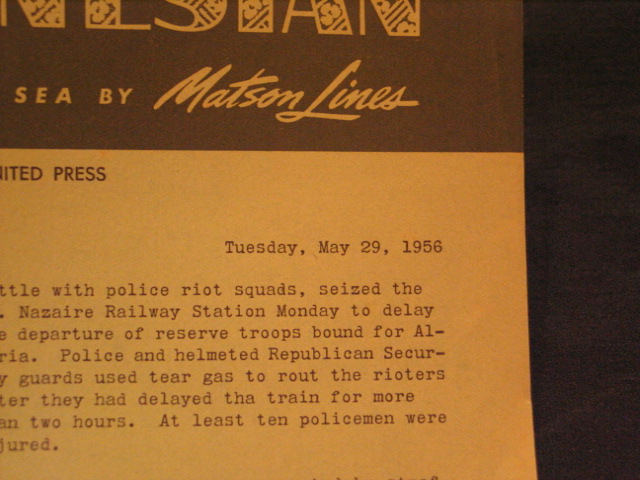 NESIAN
SEA BY Matson Lines
NITED PRESS
Tuesday, May 29, 1956
ttle with police riot squads, seized the
. Nazaire Railway Station Monday to delay
e departure of reserve troops bound for Al-
ria. Police and helmeted Republican Secur-
y guards used tear gas to rout the rioters
ter they had delayed tha train for more
an two hours. At least ten policemen were
jured.